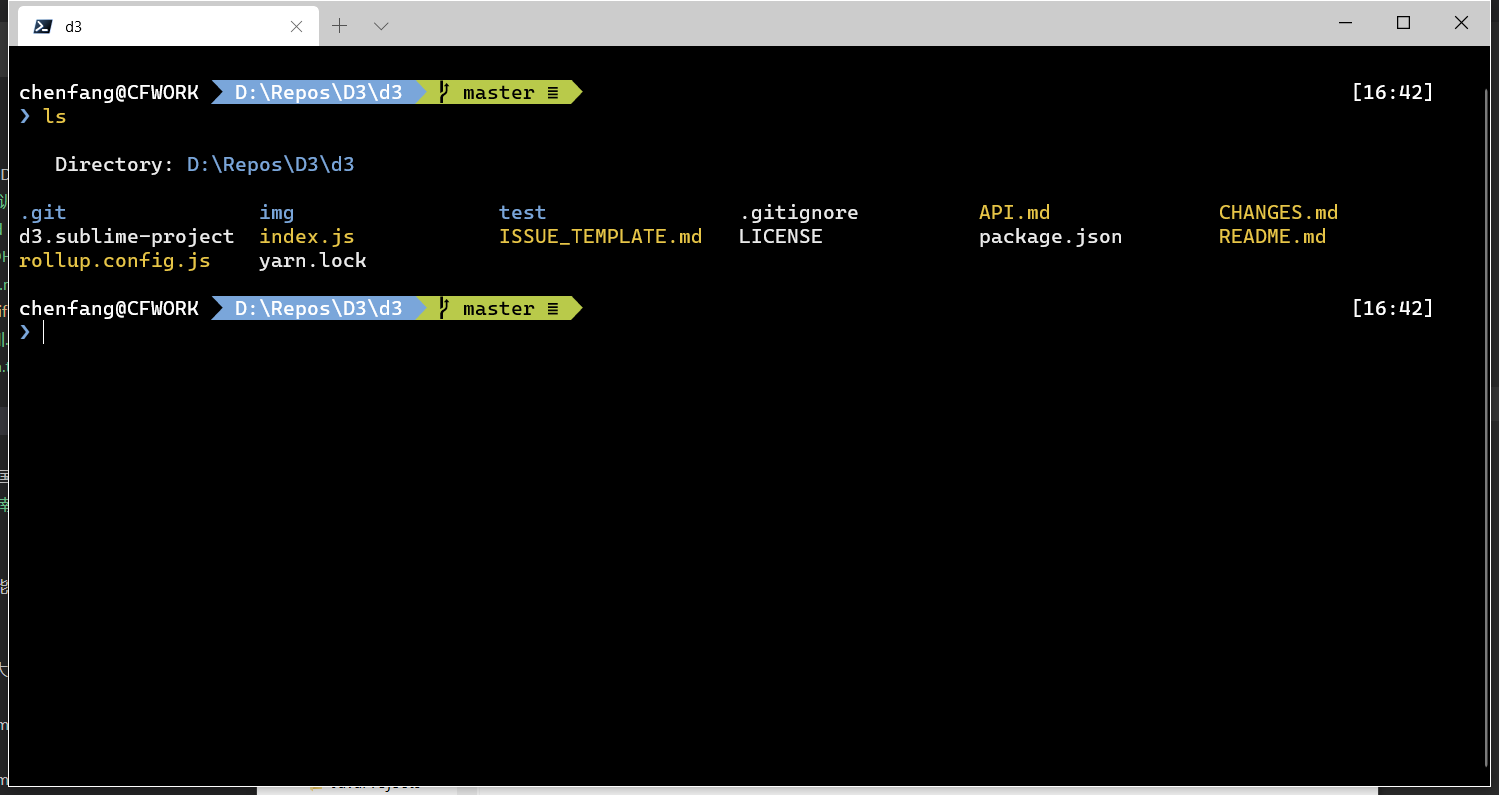 d3
chenfang@CFWORK D:\Repos\D3\d3 master ≡ [16:42]
❯ ls
Directory: D:\Repos\D3\d3
.git img test .gitignore API.md CHANGES.md
d3.sublime-project index.js ISSUE_TEMPLATE.md LICENSE package.json README.md
rollup.config.js yarn.lock
chenfang@CFWORK D:\Repos\D3\d3 master ≡ [16:42]
❯